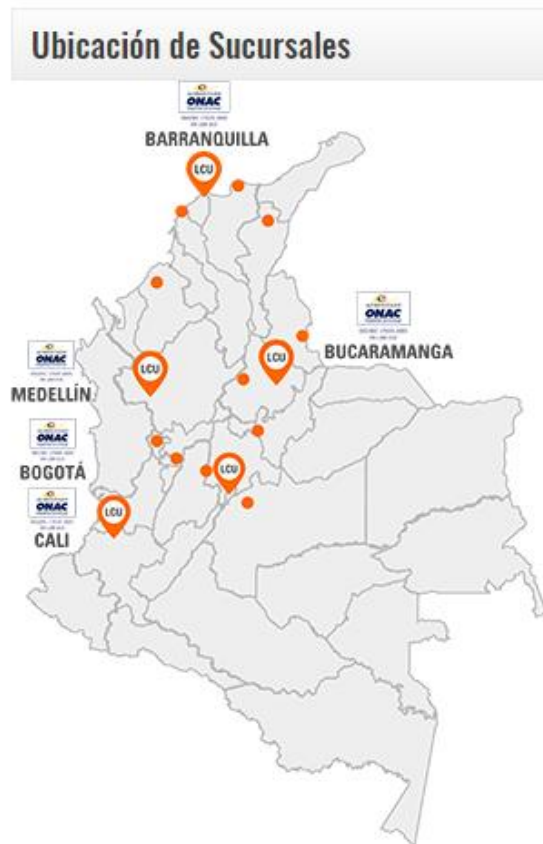 Ubicación de Sucursales
ONAC
BARRANQUILLA
LCU
ONAC
BUCARAMANGA
LCU
ONAC
LCU
MEDELLÍN
ONAC
BOGOTÁ
LCU
ONAC
LCU
CALI